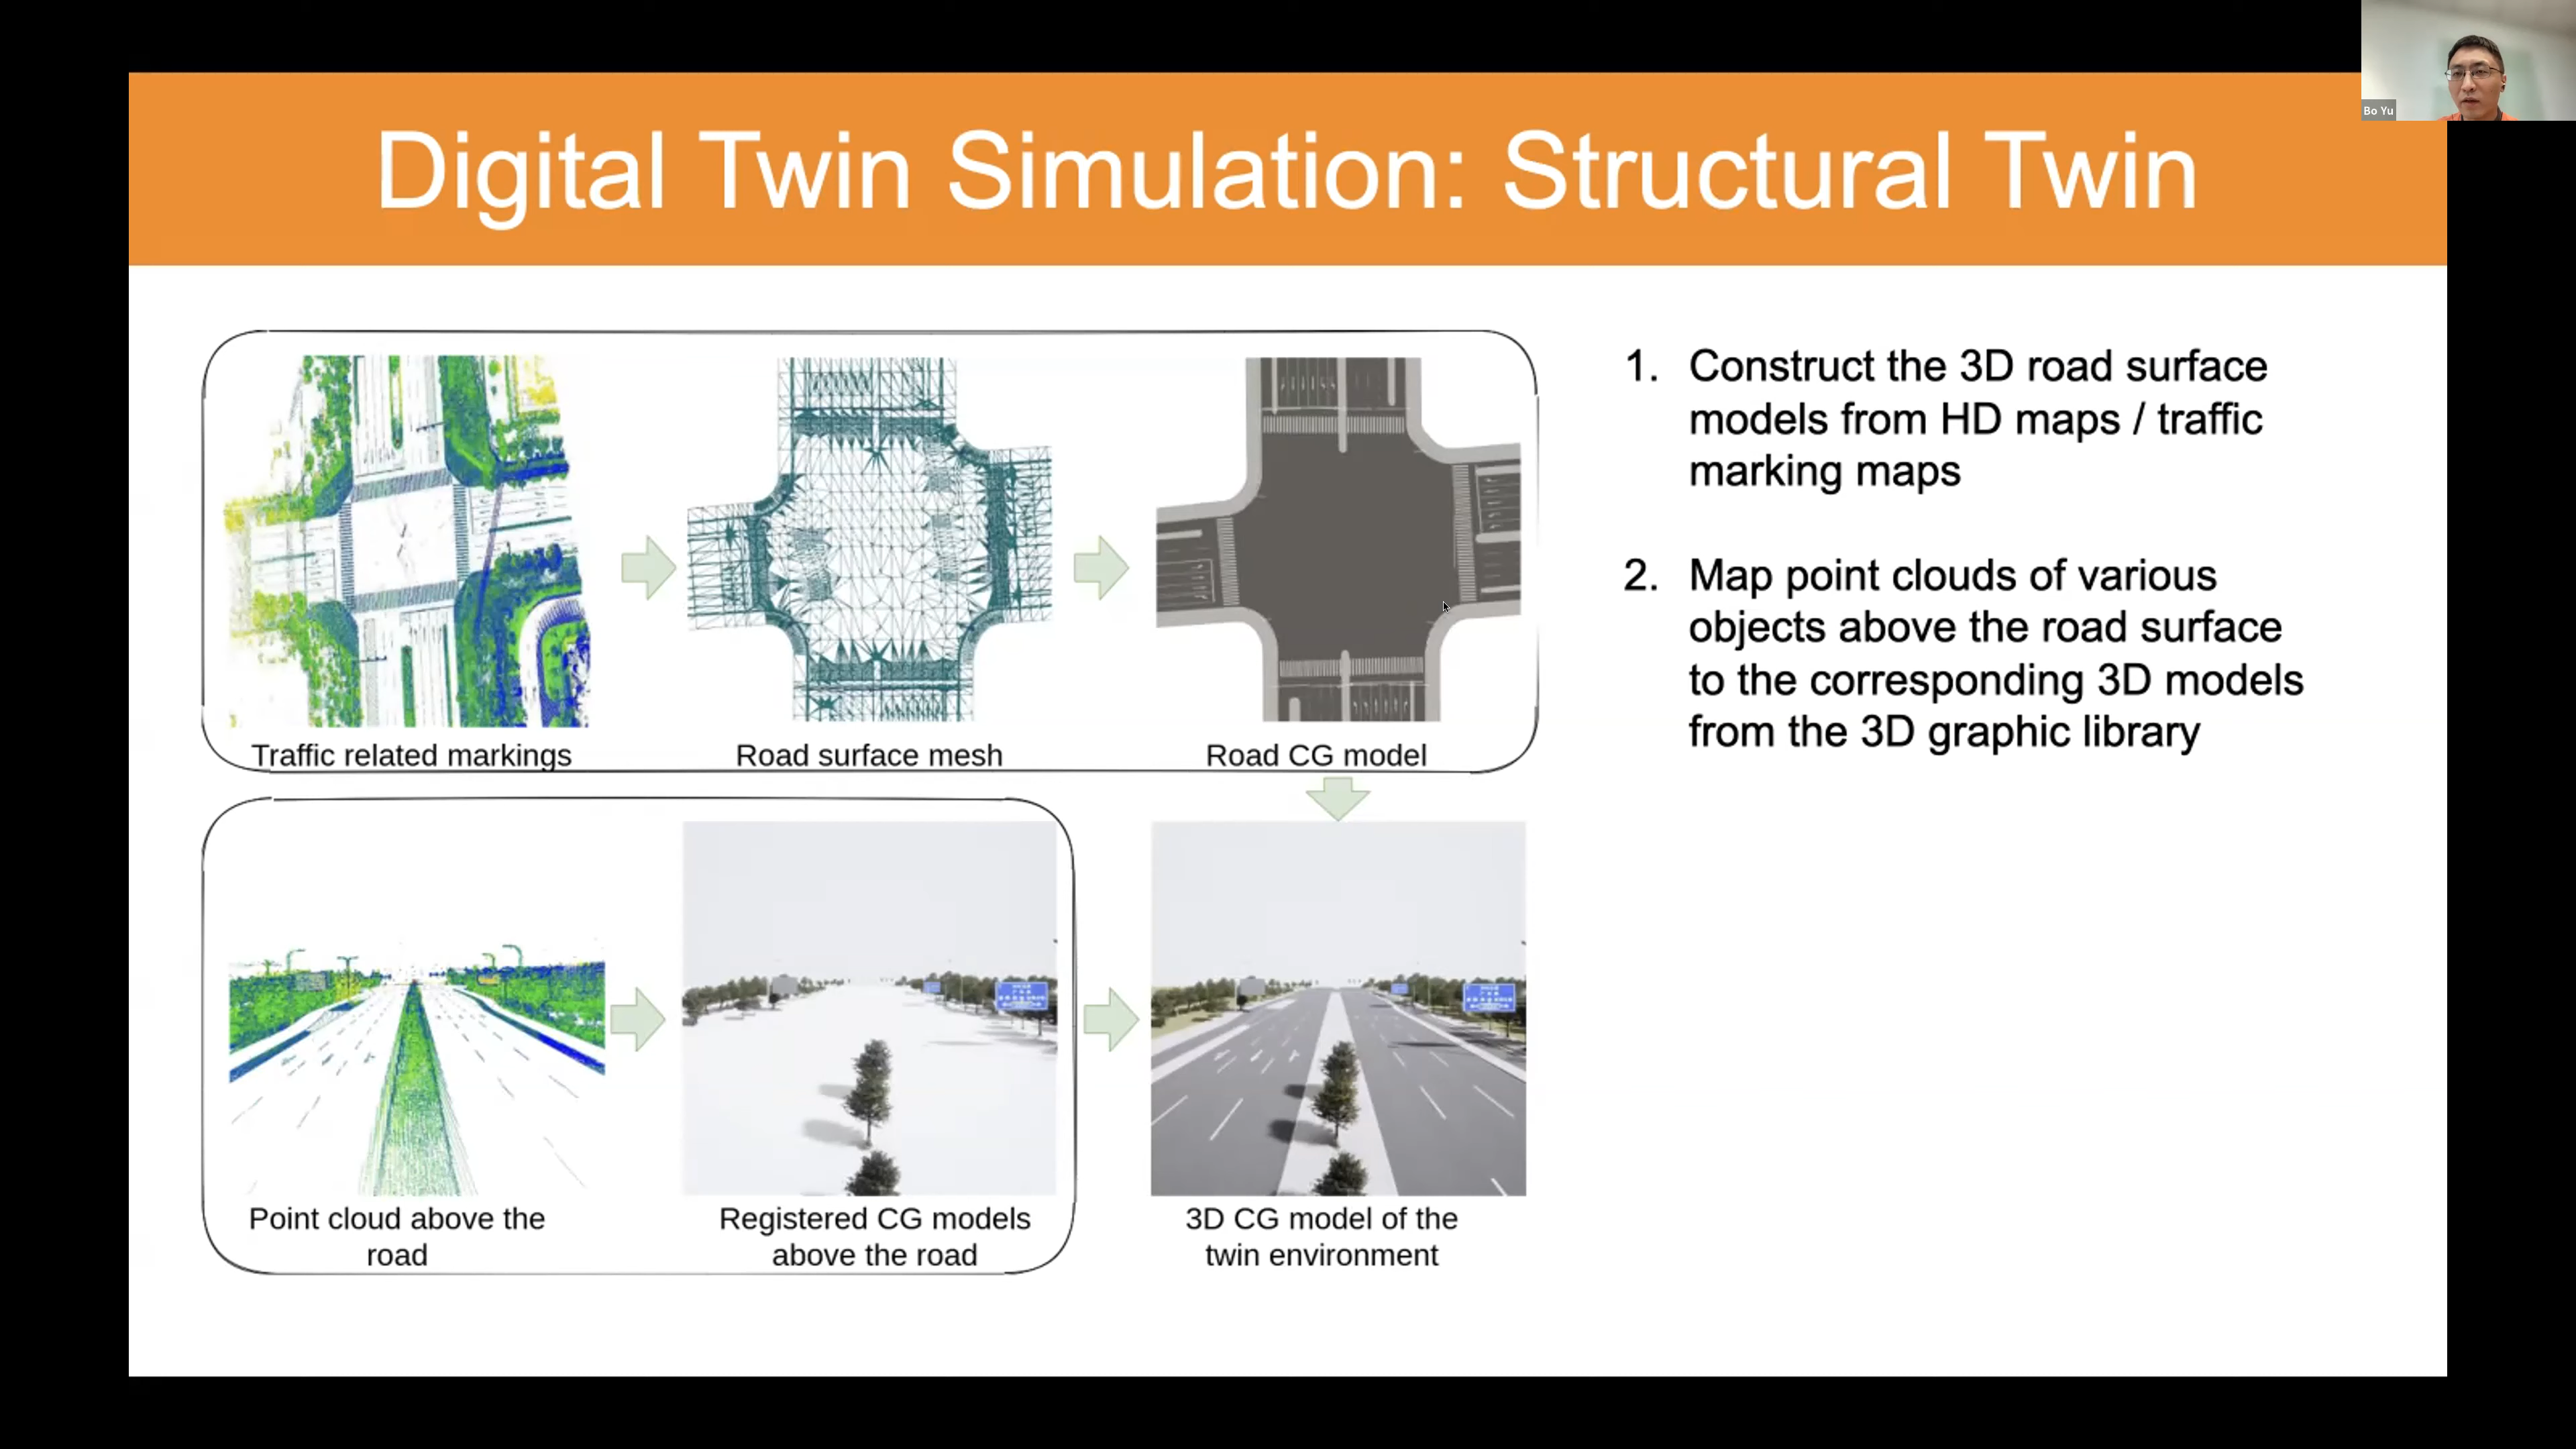 Bo Yu
Digital Twin Simulation: Structural Twin
Traffic related markings
Road surface mesh
Road CG model
Point cloud above the
road
Registered CG models
above the road
3D CG model of the
twin environment
1. Construct the 3D road surface
models from HD maps / traffic
marking maps
2. Map point clouds of various
objects above the road surface
to the corresponding 3D models
from the 3D graphic library